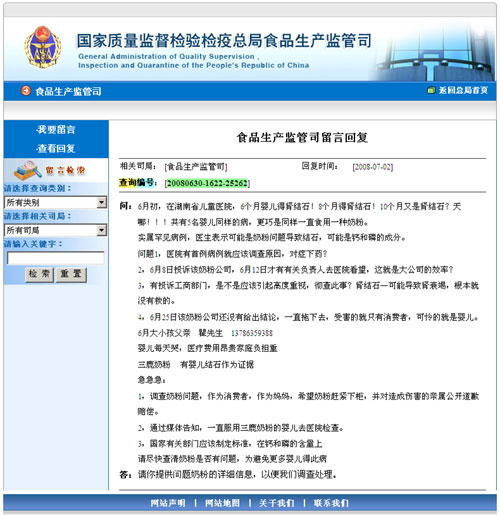 国家质量监督检验检疫总局食品生产监管司
General Administration of Quality Supervision,
Inspection and Quarantine of the People's Republic of China
食品生产监管司
返回总局首页
·我要留言
·查看回复
留言检索
请选择查询类别：
所有类别
请选择相关司局：
所有司局
请输入关键字：
检 索 重 置
食品生产监管司留言回复
相关司局： [食品生产监管司] 回复时间： [2008-07-02]
查询编号： [20080630-1622-25262]
问： 6月初，在湖南省儿童医院，6个月婴儿得肾结石！8个月得肾结石！10个月又是肾结石？天
哪！！！共有5名婴儿同样的病，更巧是同样一直食用一种奶粉。
实属罕见病例，医生表示可能是奶粉问题导致结石，可能是钙和磷的成分。
问题1，医院有首例病例就应该调查原因，对症下药？
2，6月8日投诉该奶粉公司，6月12日才有有关负责人去医院看望，这就是大公司的效率？
3，有投诉工商部门，是不是应该引起高度重视，彻查此事？肾结石一可能导致肾衰竭，根本就
没有救的。
4，6月25日该奶粉公司还没有给出结论，一直拖下去，受害的就只有消费者，可怜的就是婴儿。
6月大小孩父亲 瞿先生 13786359388
婴儿每天哭，医疗费用昂贵家庭负担重
三鹿奶粉 有婴儿结石作为证据
急急急：
1，调查奶粉问题，作为消费者，作为妈妈，希望奶粉赶紧下柜，并对造成伤害的亲属公开道歉
赔偿。
2，通过媒体告知，一直服用三鹿奶粉的婴儿去医院检查。
3，国家有关部门应该制定标准，在钙和磷的含量上
请尽快查清奶粉是否有问题，为避免更多婴儿得此病
答： 请你提供问题奶粉的详细信息，以便我们调查处理。
网站声明 | 网站地图 | 关于我们 | 联系我们